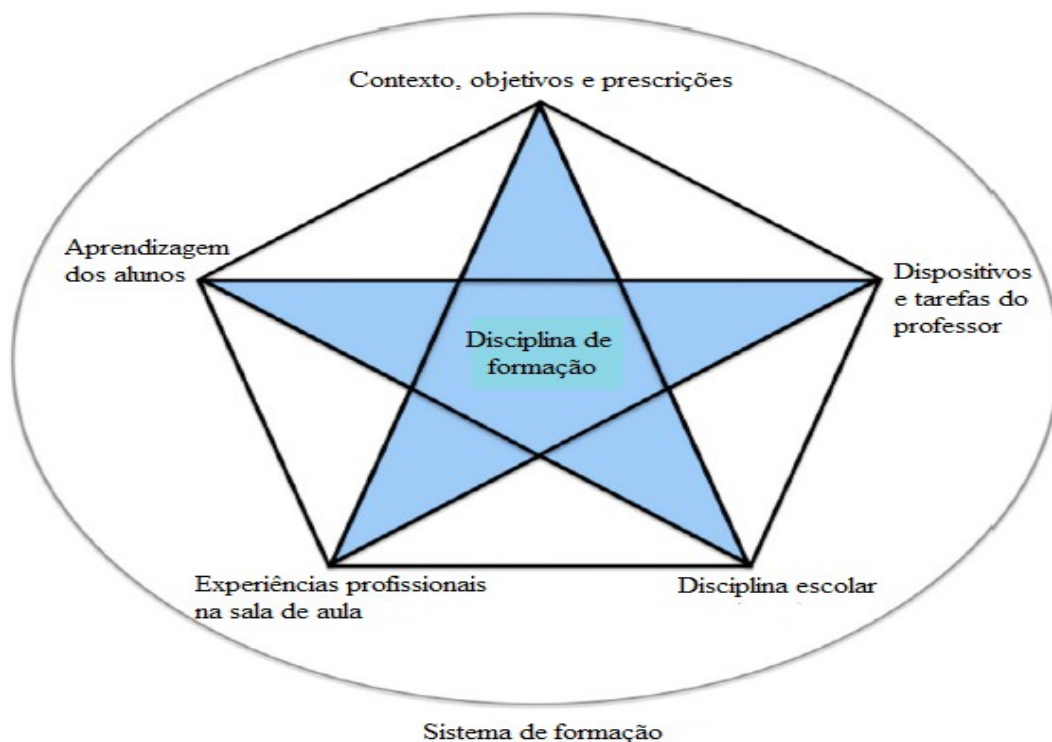 Contexto, objetivos e prescrições
Aprendizagem
dos alunos
Dispositivos
e tarefas do
professor
Disciplina de
formação
Experiências profissionais
na sala de aula
Disciplina escolar
Sistema de formação